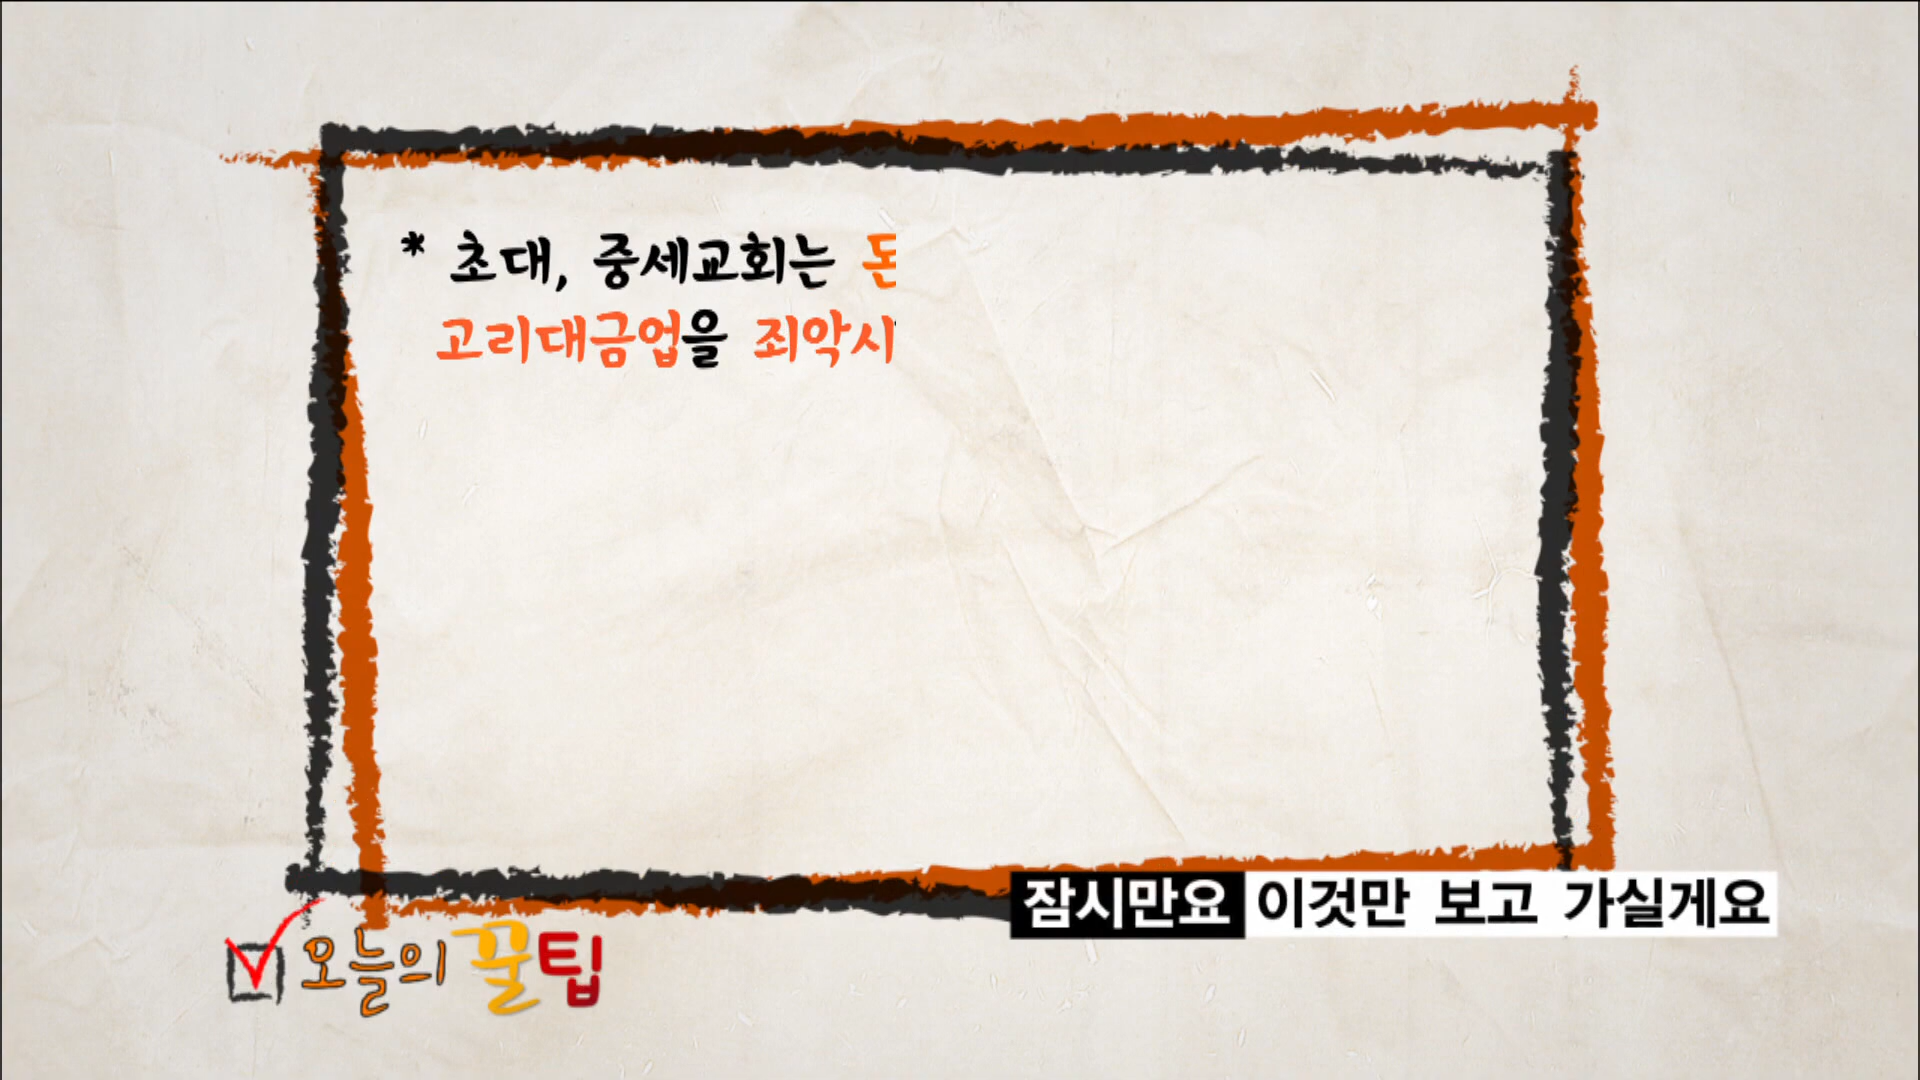 * 초대, 중세교회는 돈
고리대금업을 죄악시
잠시만요 이것만 보고 가실게요
오늘의 꿀팁